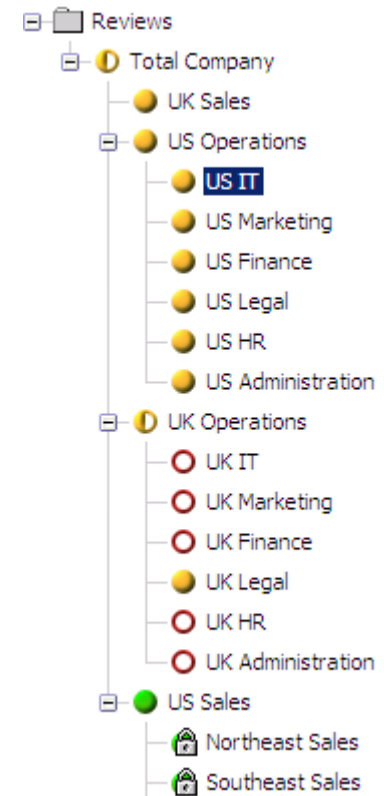 Reviews
Total Company
UK Sales
US Operations
US IT
US Marketing
US Finance
US Legal
US HR
US Administration
UK Operations
UK IT
UK Marketing
UK Finance
UK Legal
UK HR
UK Administration
US Sales
Northeast Sales
Southeast Sales